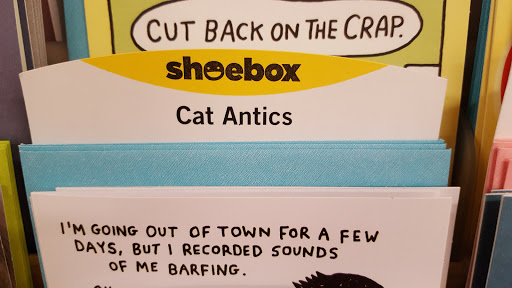 CUT BACK ON THE CRAP.
shoebox
Cat Antics
I'M GOING OUT OF TOWN FOR A FEW
DAYS, BUT I RECORDED SOUNDS
OF ME BARFING.